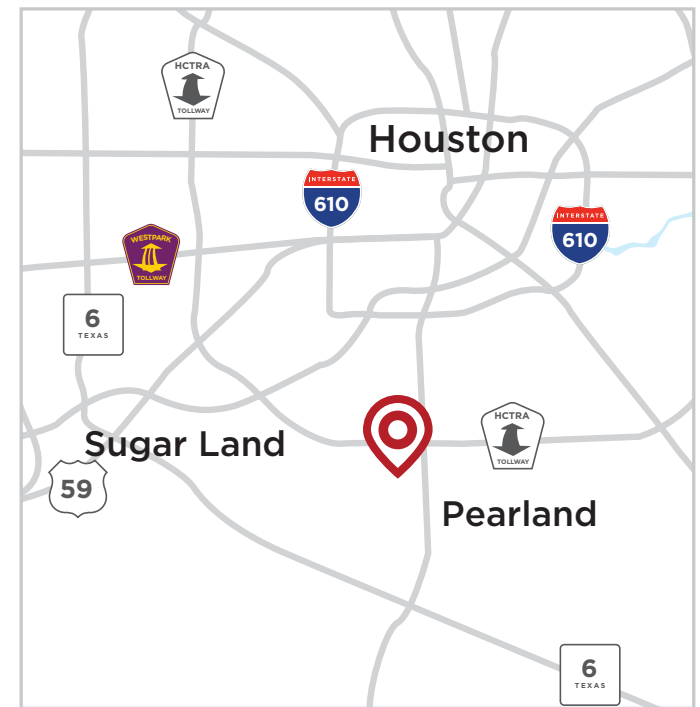 HCTRA
TOLLWAY
Houston
INTERSTATE
610
INTERSTATE
610
WESTPARK
TOLLWAY
6
TEXAS
HCTRA
TOLLWAY
Sugar Land
59
Pearland
6
TEXAS